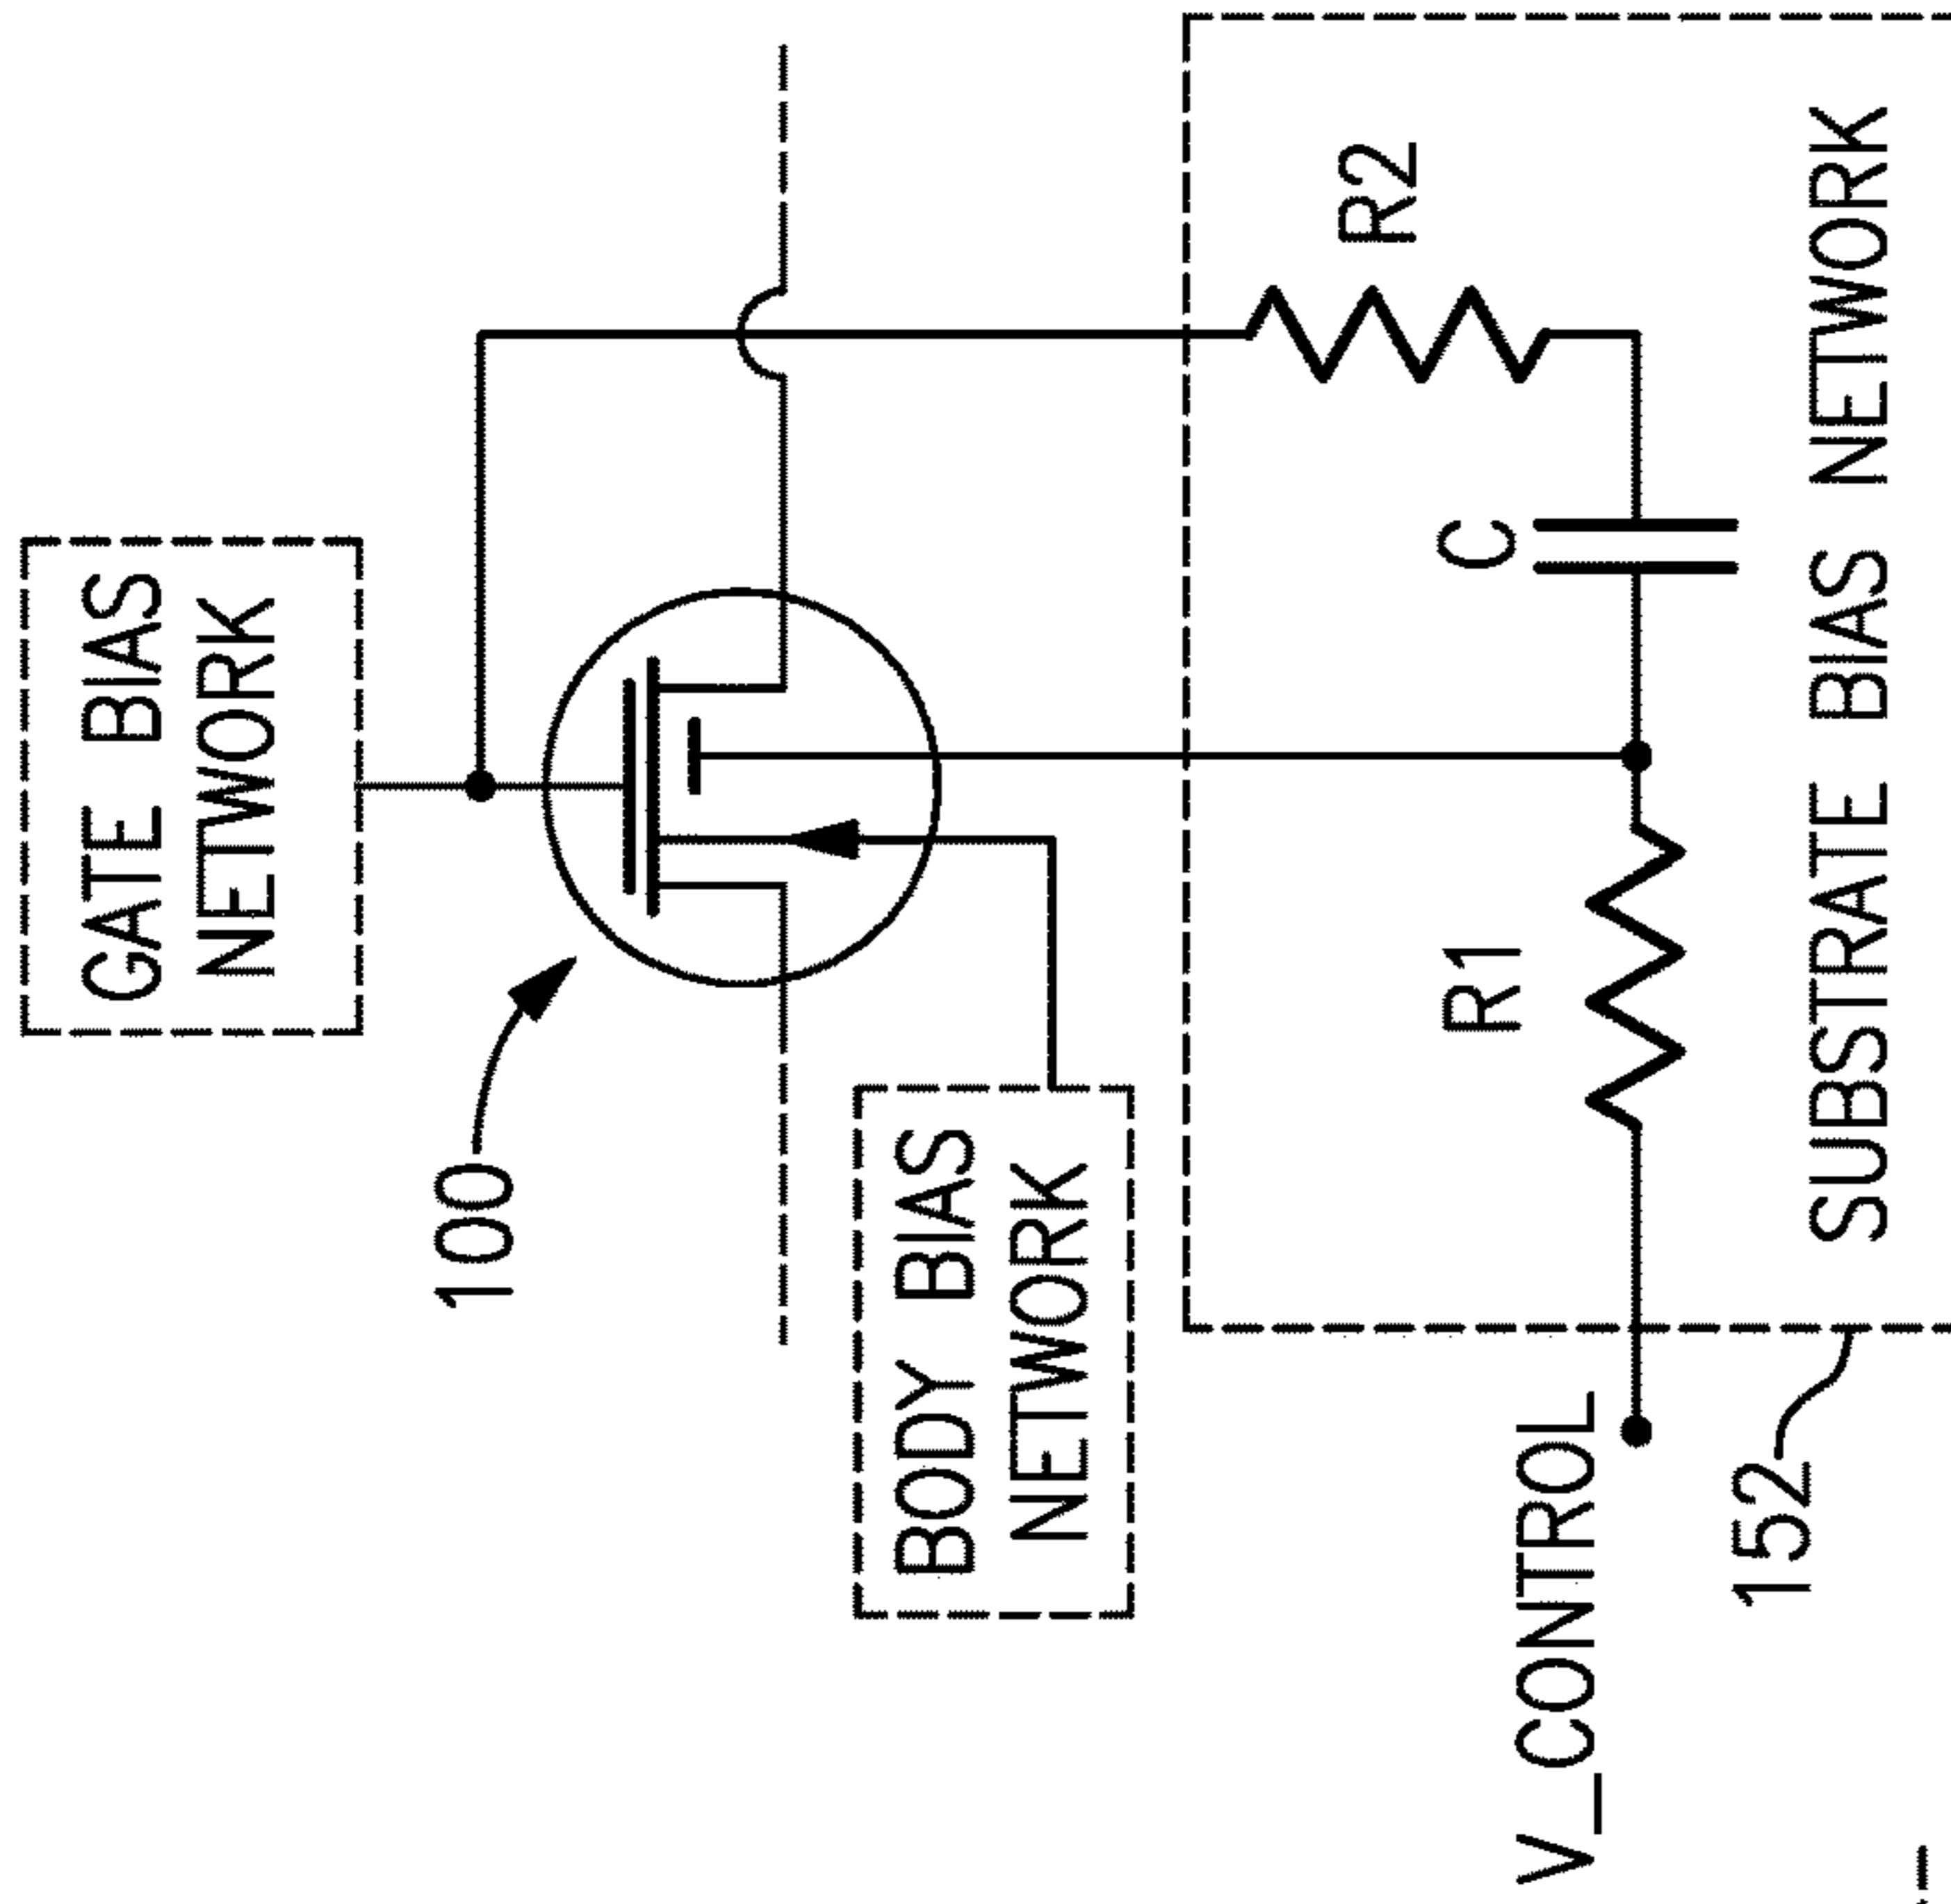 GATE BIAS
NETWORK
100
BODY BIAS
NETWORK
R2
C
R1
V_CONTROL
152
SUBSTRATE BIAS NETWORK